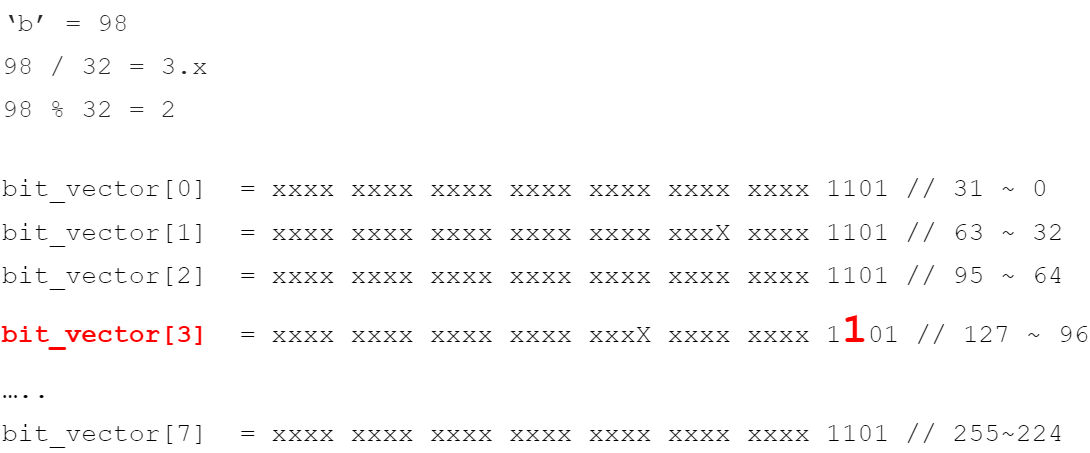 ‘b’ = 98
98 / 32 = 3.x
98 % 32 = 2
bit_vector[0] = xxxx xxxx xxxx xxxx xxxx xxxx xxxx 1101 // 31 ~ 0
bit_vector[1] = xxxx xxxx xxxx xxxx xxxx xxxX xxxx 1101 // 63 ~ 32
bit_vector[2] = xxxx xxxx xxxx xxxx xxxx xxxx xxxx 1101 // 95 ~ 64
bit_vector[3] = xxxx xxxx xxxx xxxx xxxX xxxx xxxx 1101 // 127 ~ 96
…..
bit_vector[7] = xxxx xxxx xxxx xxxx xxxx xxxx xxxx 1101 // 255~224